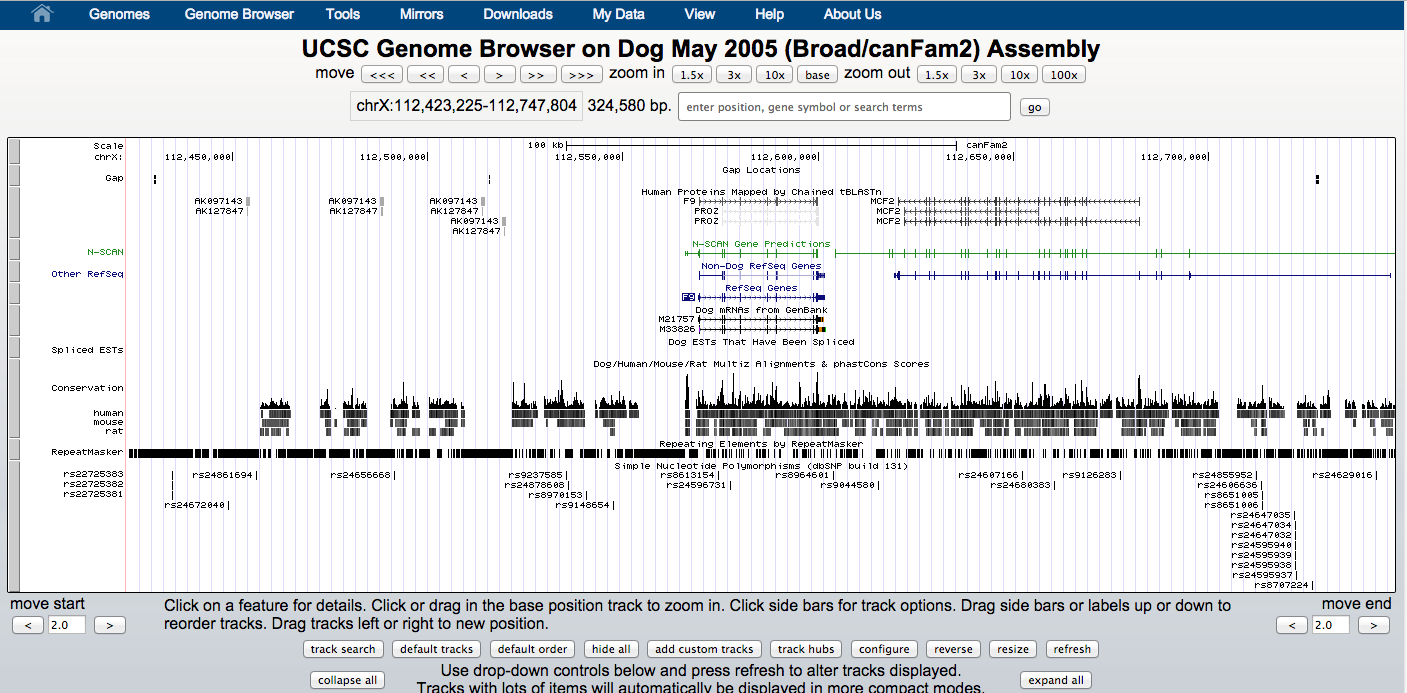 Genomes Genome Browser Tools Mirrors Downloads My Data View Help About Us
UCSC Genome Browser on Dog May 2005 (Broad/canFam2) Assembly
move <<< << < > >> >>> zoom in 1.5x 3x 10x base zoom out 1.5x 3x 10x 100x
chrX:112,423,225-112,747,804 324,580 bp. enter position, gene symbol or search terms go
Scale 100 kb canFam2
chrX: 112,450,000 112,500,000 112,550,000 112,600,000 112,650,000 112,700,000
Gap Locations
Gap
Human Proteins Mapped by Chained tBLASTn
AK097143 AK097143 AK097143 F9 MCF2
AK127847 AK127847 AK127847 PROZ MCF2
AK097143 PROZ MCF2
AK127847
N-SCAN Gene Predictions
N-SCAN
Non-Dog RefSeq Genes
Other RefSeq
RefSeq Genes
F9
Dog mRNAs from GenBank
M21757
M33826
Dog ESTs That Have Been Spliced
Spliced ESTs
Dog/Human/Mouse/Rat Multiz Alignments & phastCons Scores
Conservation
human
mouse
rat
Repeating Elements by RepeatMasker
RepeatMasker
Simple Nucleotide Polymorphisms (dbSNP build 131)
rs22725383 rs24861694 rs24656668 rs9237585 rs8613154 rs8964601 rs24607166 rs9126283 rs24855952 rs24629016
rs22725382 rs24878608 rs24596731 rs9044580 rs24680383 rs24606636
rs22725381 rs8970153 rs8651005
rs24672040 rs9148654 rs8651006
rs24647035
rs24647034
rs24647032
rs24595940
rs24595939
rs24595938
rs24595937
rs8707224
move start Click on a feature for details. Click or drag in the base position track to zoom in. Click side bars for track options. Drag side bars or labels up or down to move end
< 2.0 > reorder tracks. Drag tracks left or right to new position. < 2.0 >
track search default tracks default order hide all add custom tracks track hubs configure reverse resize refresh
collapse all Use drop-down controls below and press refresh to alter tracks displayed. expand all
Tracks with lots of items will automatically be displayed in more compact modes.